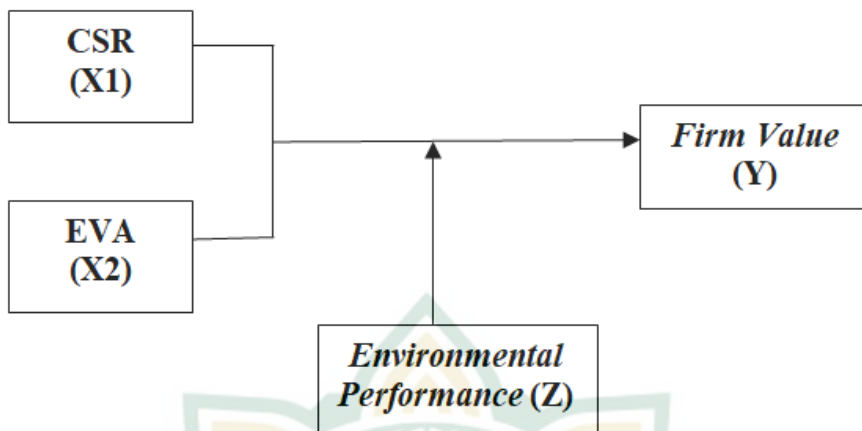 CSR
(X1)
Firm Value
(Y)
EVA
(X2)
Environmental
Performance (Z)